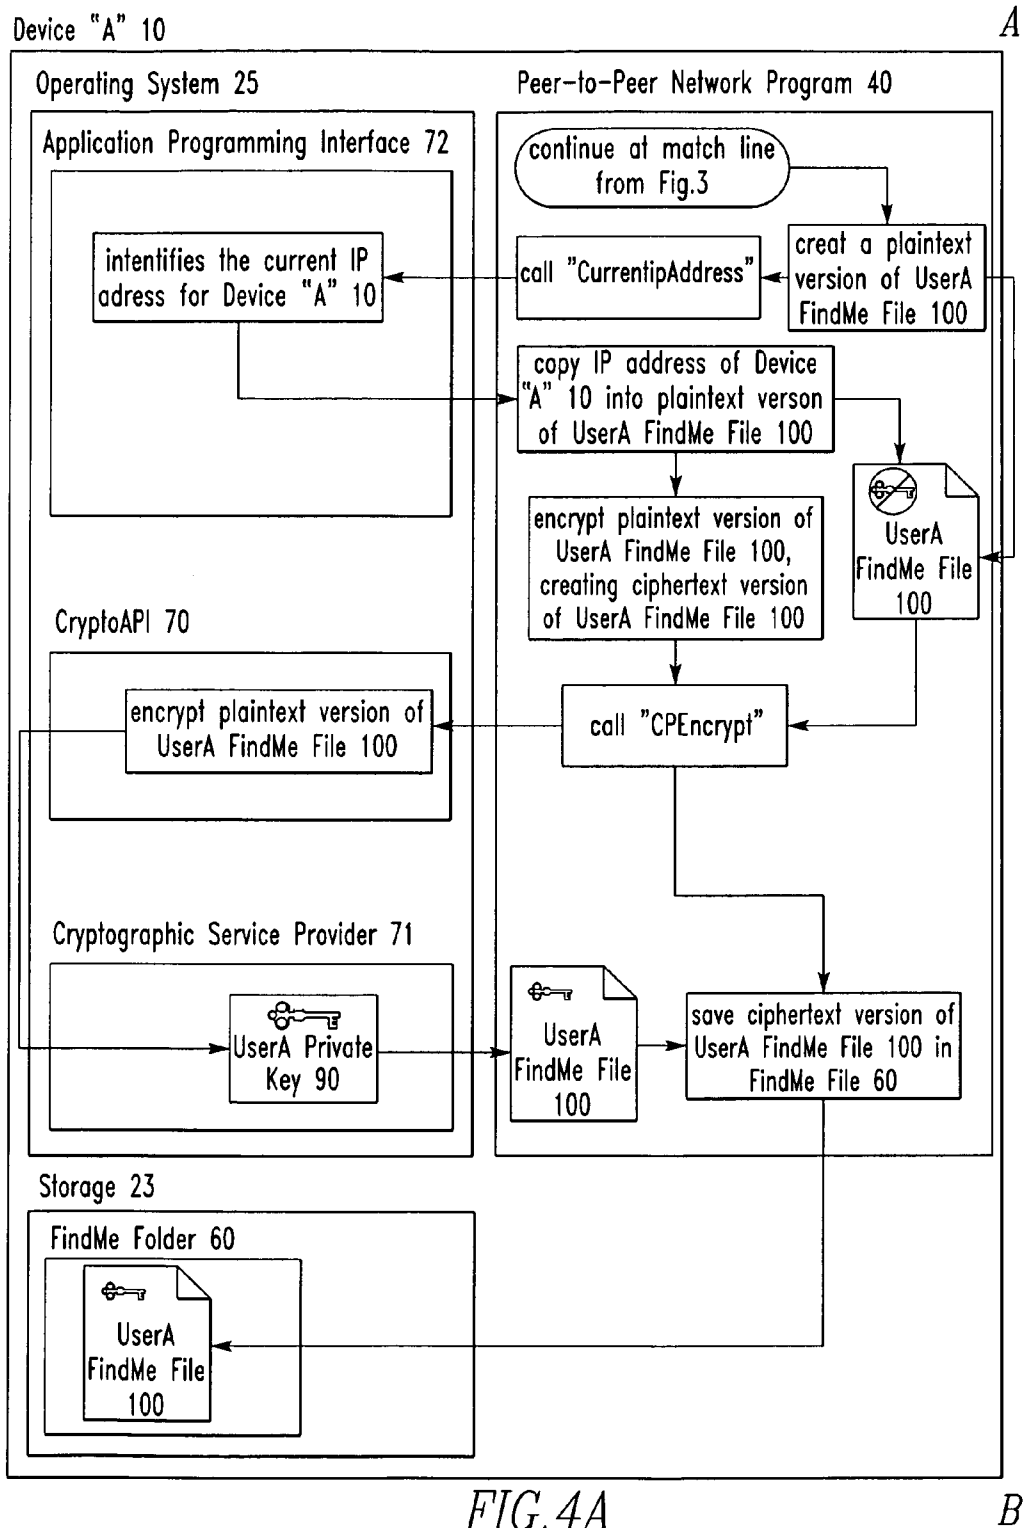 Device "A" 10
A
Operating System 25
Peer-to-Peer Network Program 40
Application Programming Interface 72
continue at match line
from Fig.3
intentifies the current IP
adress for Device "A" 10
call "CurrentipAddress"
creat a plaintext
version of UserA
FindMe File 100
copy IP address of Device
"A" 10 into plaintext verson
of UserA FindMe File 100
UserA
FindMe File
100
encrypt plaintext version of
UserA FindMe File 100,
creating ciphertext version
of UserA FindMe File 100
CryptoAPI 70
encrypt plaintext version of
UserA FindMe File 100
call "CPEncrypt"
Cryptographic Service Provider 71
UserA Private
Key 90
UserA
FindMe File
100
save ciphertext version of
UserA FindMe File 100 in
FindMe File 60
Storage 23
FindMe Folder 60
UserA
FindMe File
100
FIG.4A
B